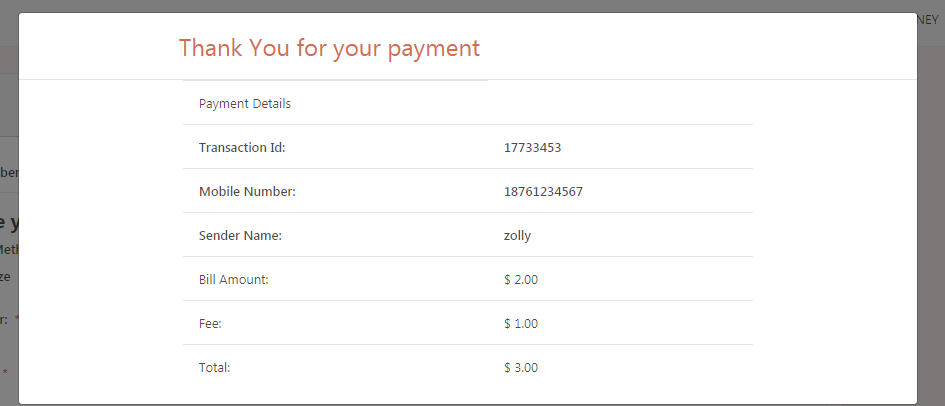 NEY
Thank You for your payment
Payment Details
Transaction Id: 17733453
ber
Mobile Number: 18761234567
e y
Sender Name: zolly
Meth
ze
Bill Amount: $ 2.00
r: *
Fee: $ 1.00
Total: $ 3.00
*